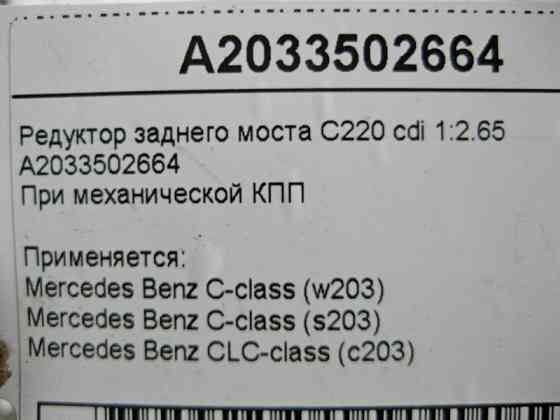 A2033502664
Редуктор заднего моста C220 cdi 1:2.65
A2033502664
При механической КПП
Применяется:
Mercedes Benz C-class (w203)
Mercedes Benz C-class (s203)
Mercedes Benz CLC-class (c203)